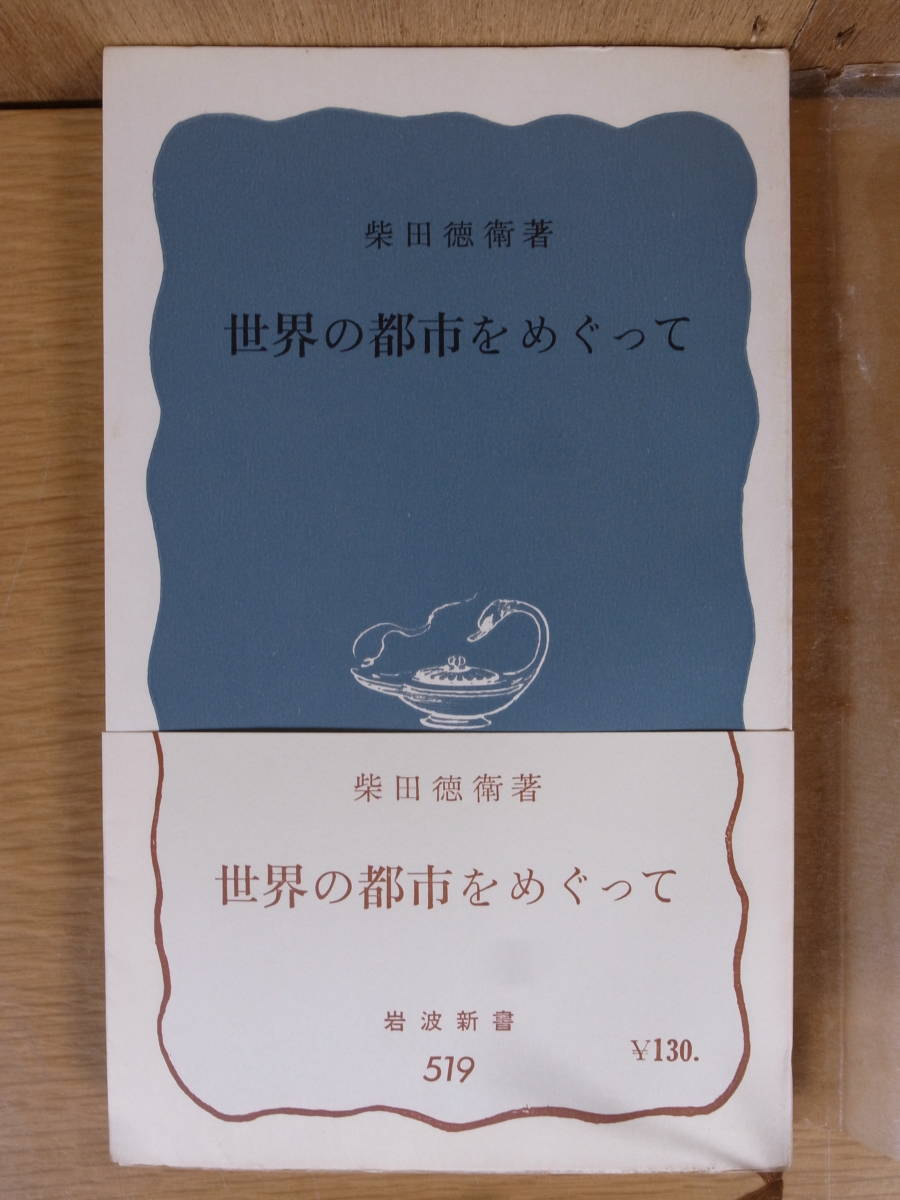 柴田徳衛著
世界の都市をめぐって
柴田徳衛著
世界の都市をめぐって
岩波新書
519
¥130.